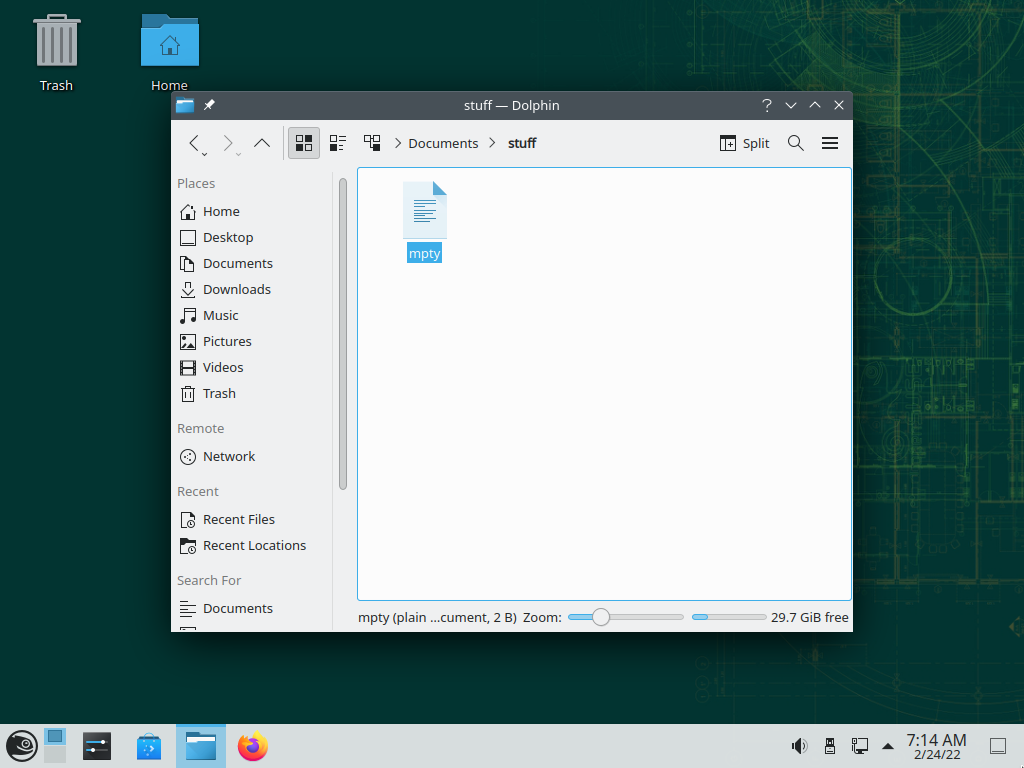 Trash
Home
stuff — Dolphin
Documents
stuff
Split
Places
Home
Desktop
Documents
Downloads
Music
Pictures
Videos
Trash
Remote
Network
Recent
Recent Files
Recent Locations
Search For
Documents
mpty
mpty (plain ...cument, 2 B)
Zoom:
29.7 GiB free
7:14 AM
2/24/22